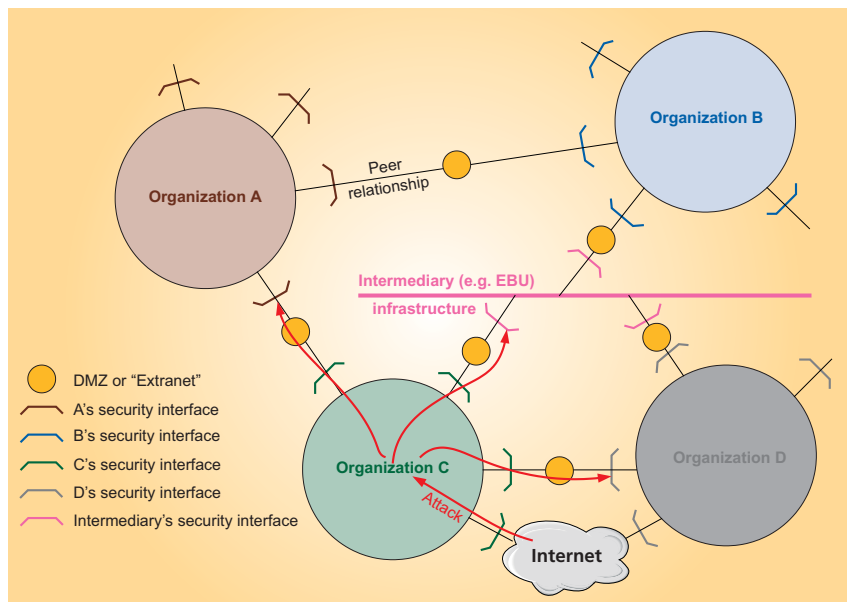 Organization B
Peer
relationship
Organization A
Intermediary (e.g. EBU)
infrastructure
DMZ or “Extranet”
A’s security interface
B’s security interface
C’s security interface
D’s security interface
Intermediary’s security interface
Organization C
Organization D
Attack
Internet